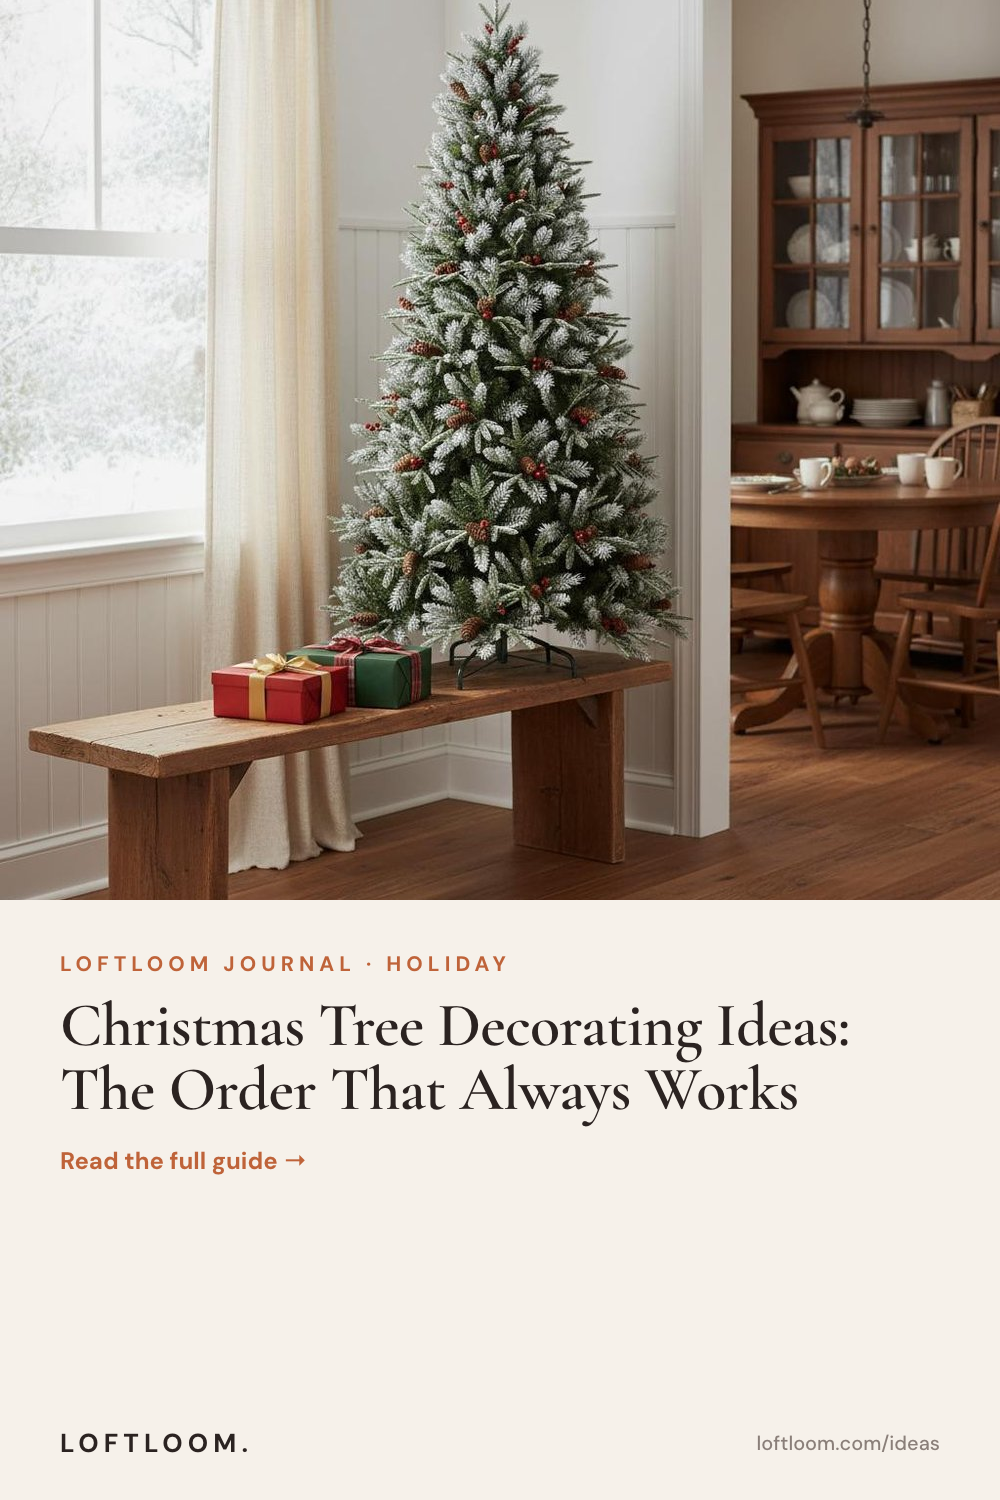 LOFTLOOM JOURNAL · HOLIDAY
Christmas Tree Decorating Ideas:
The Order That Always Works
Read the full guide →
LOFTLOOM.
loftloom.com/ideas